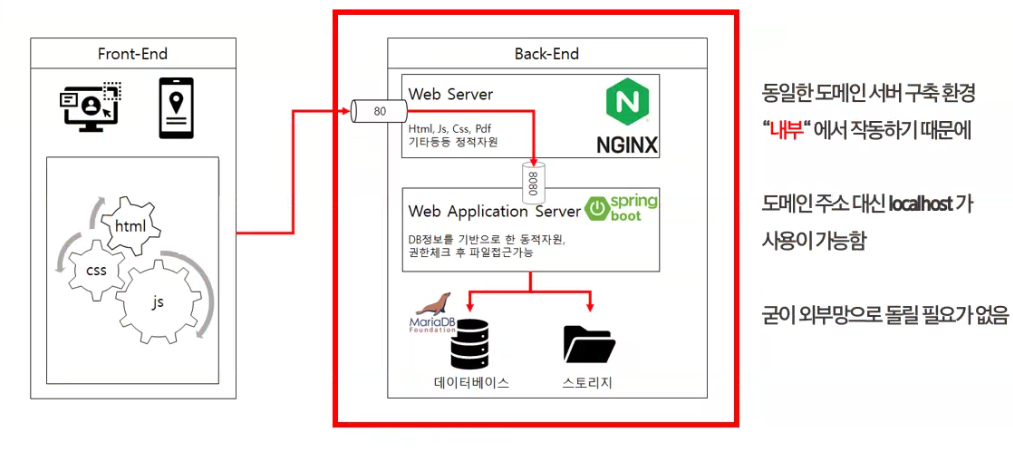 Front-End
html
css
js
Back-End
80
Web Server
Html, Js, Css, Pdf
기타등등 정적자원
NGINX
8080
Web Application Server
spring
boot
DB정보를 기반으로 한 동적자원,
권한체크 후 파일접근가능
MariaDB
Foundation
데이터베이스
스토리지
동일한 도메인 서버 구축 환경
“내부“ 에서 작동하기 때문에
도메인 주소 대신 localhost 가
사용이 가능함
굳이 외부망으로 돌릴 필요가 없음